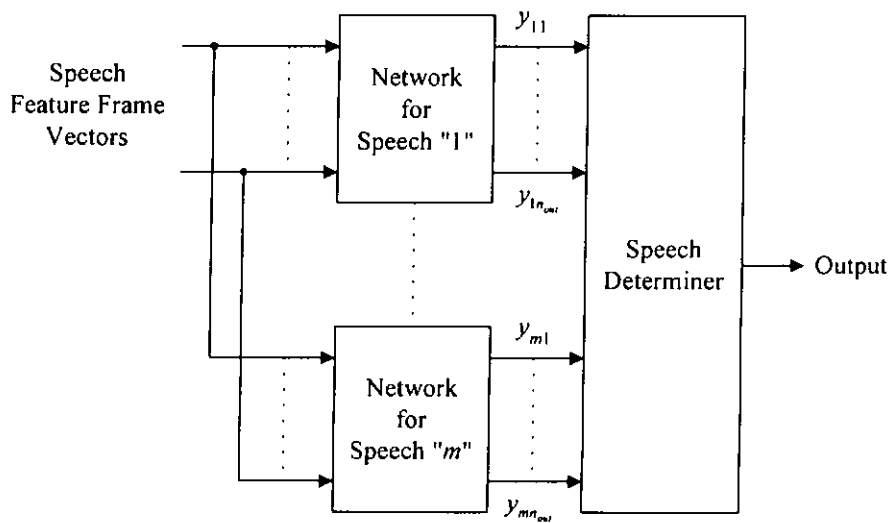 y₁₁
Speech
Feature Frame
Vectors
Network
for
Speech "1"
y₁ₙₒᵤₜ
Speech
Determiner
Output
yₘ₁
Network
for
Speech "m"
yₘₙₒᵤₜ